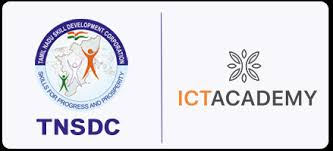 TAMIL NADU SKILL DEVELOPMENT CORPORATION
SKILLS FOR PROGRESS AND PROSPERITY
TNSDC
ICTACADEMY